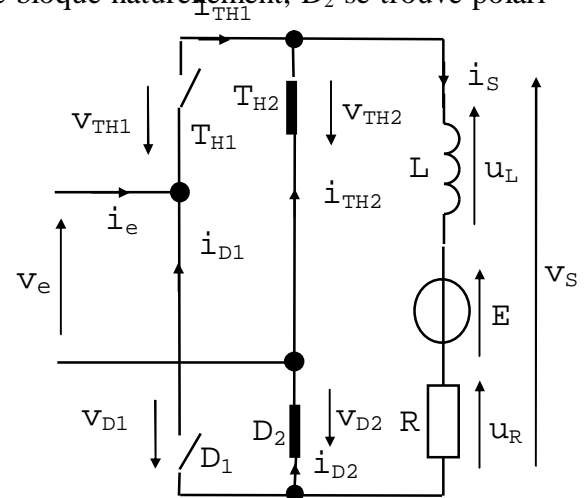 e bloque naturellement, D2 se trouve polari
iTH1
iS
TH2
vTH1
vTH2
TH1
L
uL
iTH2
ie
iD1
ve
vS
E
vD1
vD2
D2
R
uR
D1
iD2